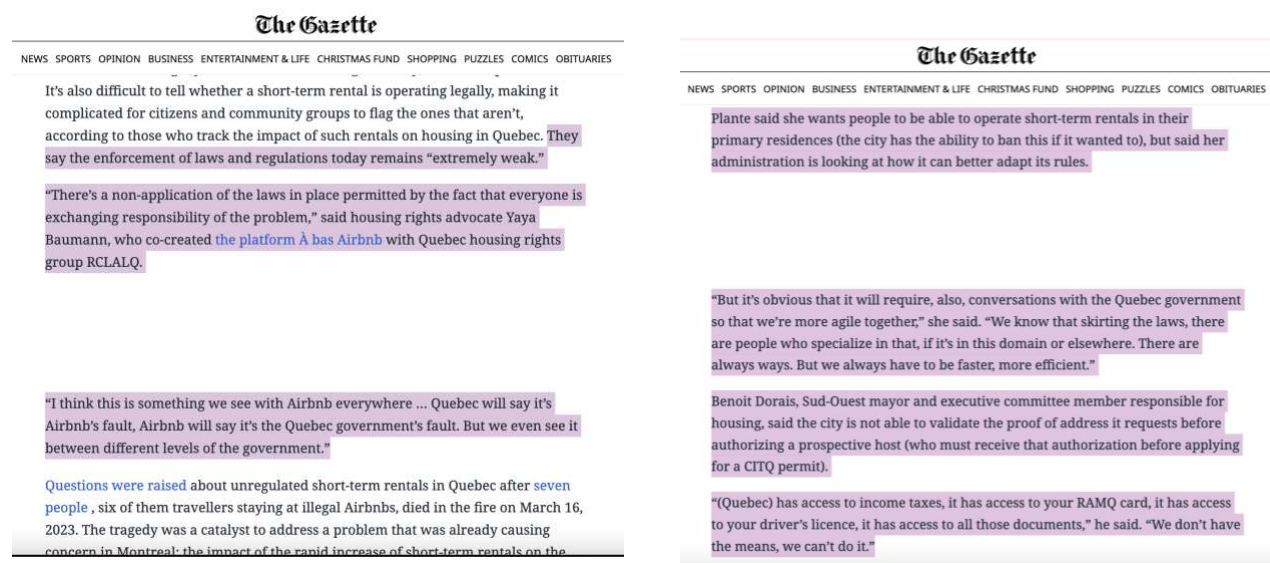 The Gazette
NEWS SPORTS OPINION BUSINESS ENTERTAINMENT & LIFE CHRISTMAS FUND SHOPPING PUZZLES COMICS OBITUARIES
It’s also difficult to tell whether a short-term rental is operating legally, making it
complicated for citizens and community groups to flag the ones that aren’t,
according to those who track the impact of such rentals on housing in Quebec. They
say the enforcement of laws and regulations today remains “extremely weak.”
“There’s a non-application of the laws in place permitted by the fact that everyone is
exchanging responsibility of the problem,” said housing rights advocate Yaya
Baumann, who co-created the platform À bas Airbnb with Quebec housing rights
group RCLALQ.
“I think this is something we see with Airbnb everywhere … Quebec will say it’s
Airbnb’s fault, Airbnb will say it’s the Quebec government’s fault. But we even see it
between different levels of the government.”
Questions were raised about unregulated short-term rentals in Quebec after seven
people , six of them travellers staying at illegal Airbnbs, died in the fire on March 16,
2023. The tragedy was a catalyst to address a problem that was already causing
concern in Montreal: the impact of the rapid increase of short-term rentals on the
The Gazette
NEWS SPORTS OPINION BUSINESS ENTERTAINMENT & LIFE CHRISTMAS FUND SHOPPING PUZZLES COMICS OBITUARIES
Plante said she wants people to be able to operate short-term rentals in their
primary residences (the city has the ability to ban this if it wanted to), but said her
administration is looking at how it can better adapt its rules.
“But it’s obvious that it will require, also, conversations with the Quebec government
so that we’re more agile together,” she said. “We know that skirting the laws, there
are people who specialize in that, if it’s in this domain or elsewhere. There are
always ways. But we always have to be faster, more efficient.”
Benoit Dorais, Sud-Ouest mayor and executive committee member responsible for
housing, said the city is not able to validate the proof of address it requests before
authorizing a prospective host (who must receive that authorization before applying
for a CITQ permit).
“(Quebec) has access to income taxes, it has access to your RAMQ card, it has access
to your driver’s licence, it has access to all those documents,” he said. “We don’t have
the means, we can’t do it.”